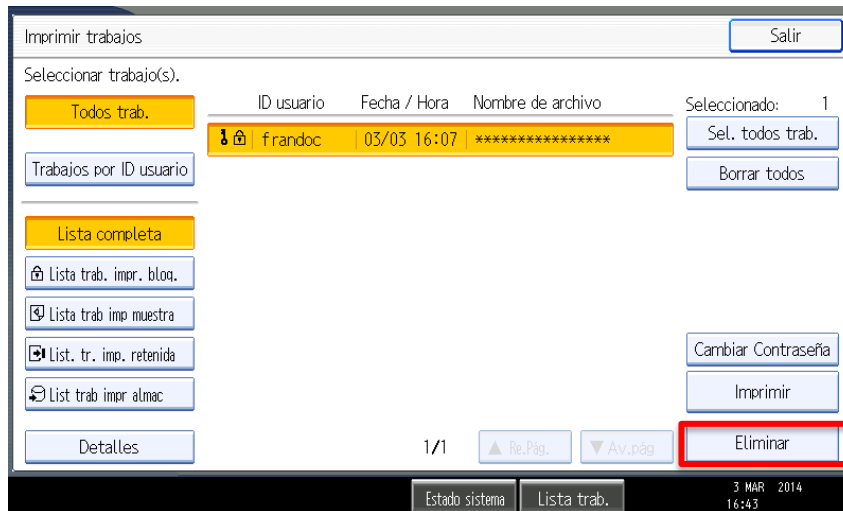 Imprimir trabajos
Salir
Seleccionar trabajo(s).
Todos trab.
Trabajos por ID usuario
Lista completa
Lista trab. impr. bloq.
Lista trab imp muestra
List. tr. imp. retenida
List trab impr almac
Detalles
ID usuario Fecha / Hora Nombre de archivo
frandoc 03/03 16:07 ****************
1/1 ▲ Re.Pág. ▼ Av.pág
Seleccionado: 1
Sel. todos trab.
Borrar todos
Cambiar Contraseña
Imprimir
Eliminar
Estado sistema Lista trab. 3 MAR 2014
16:43